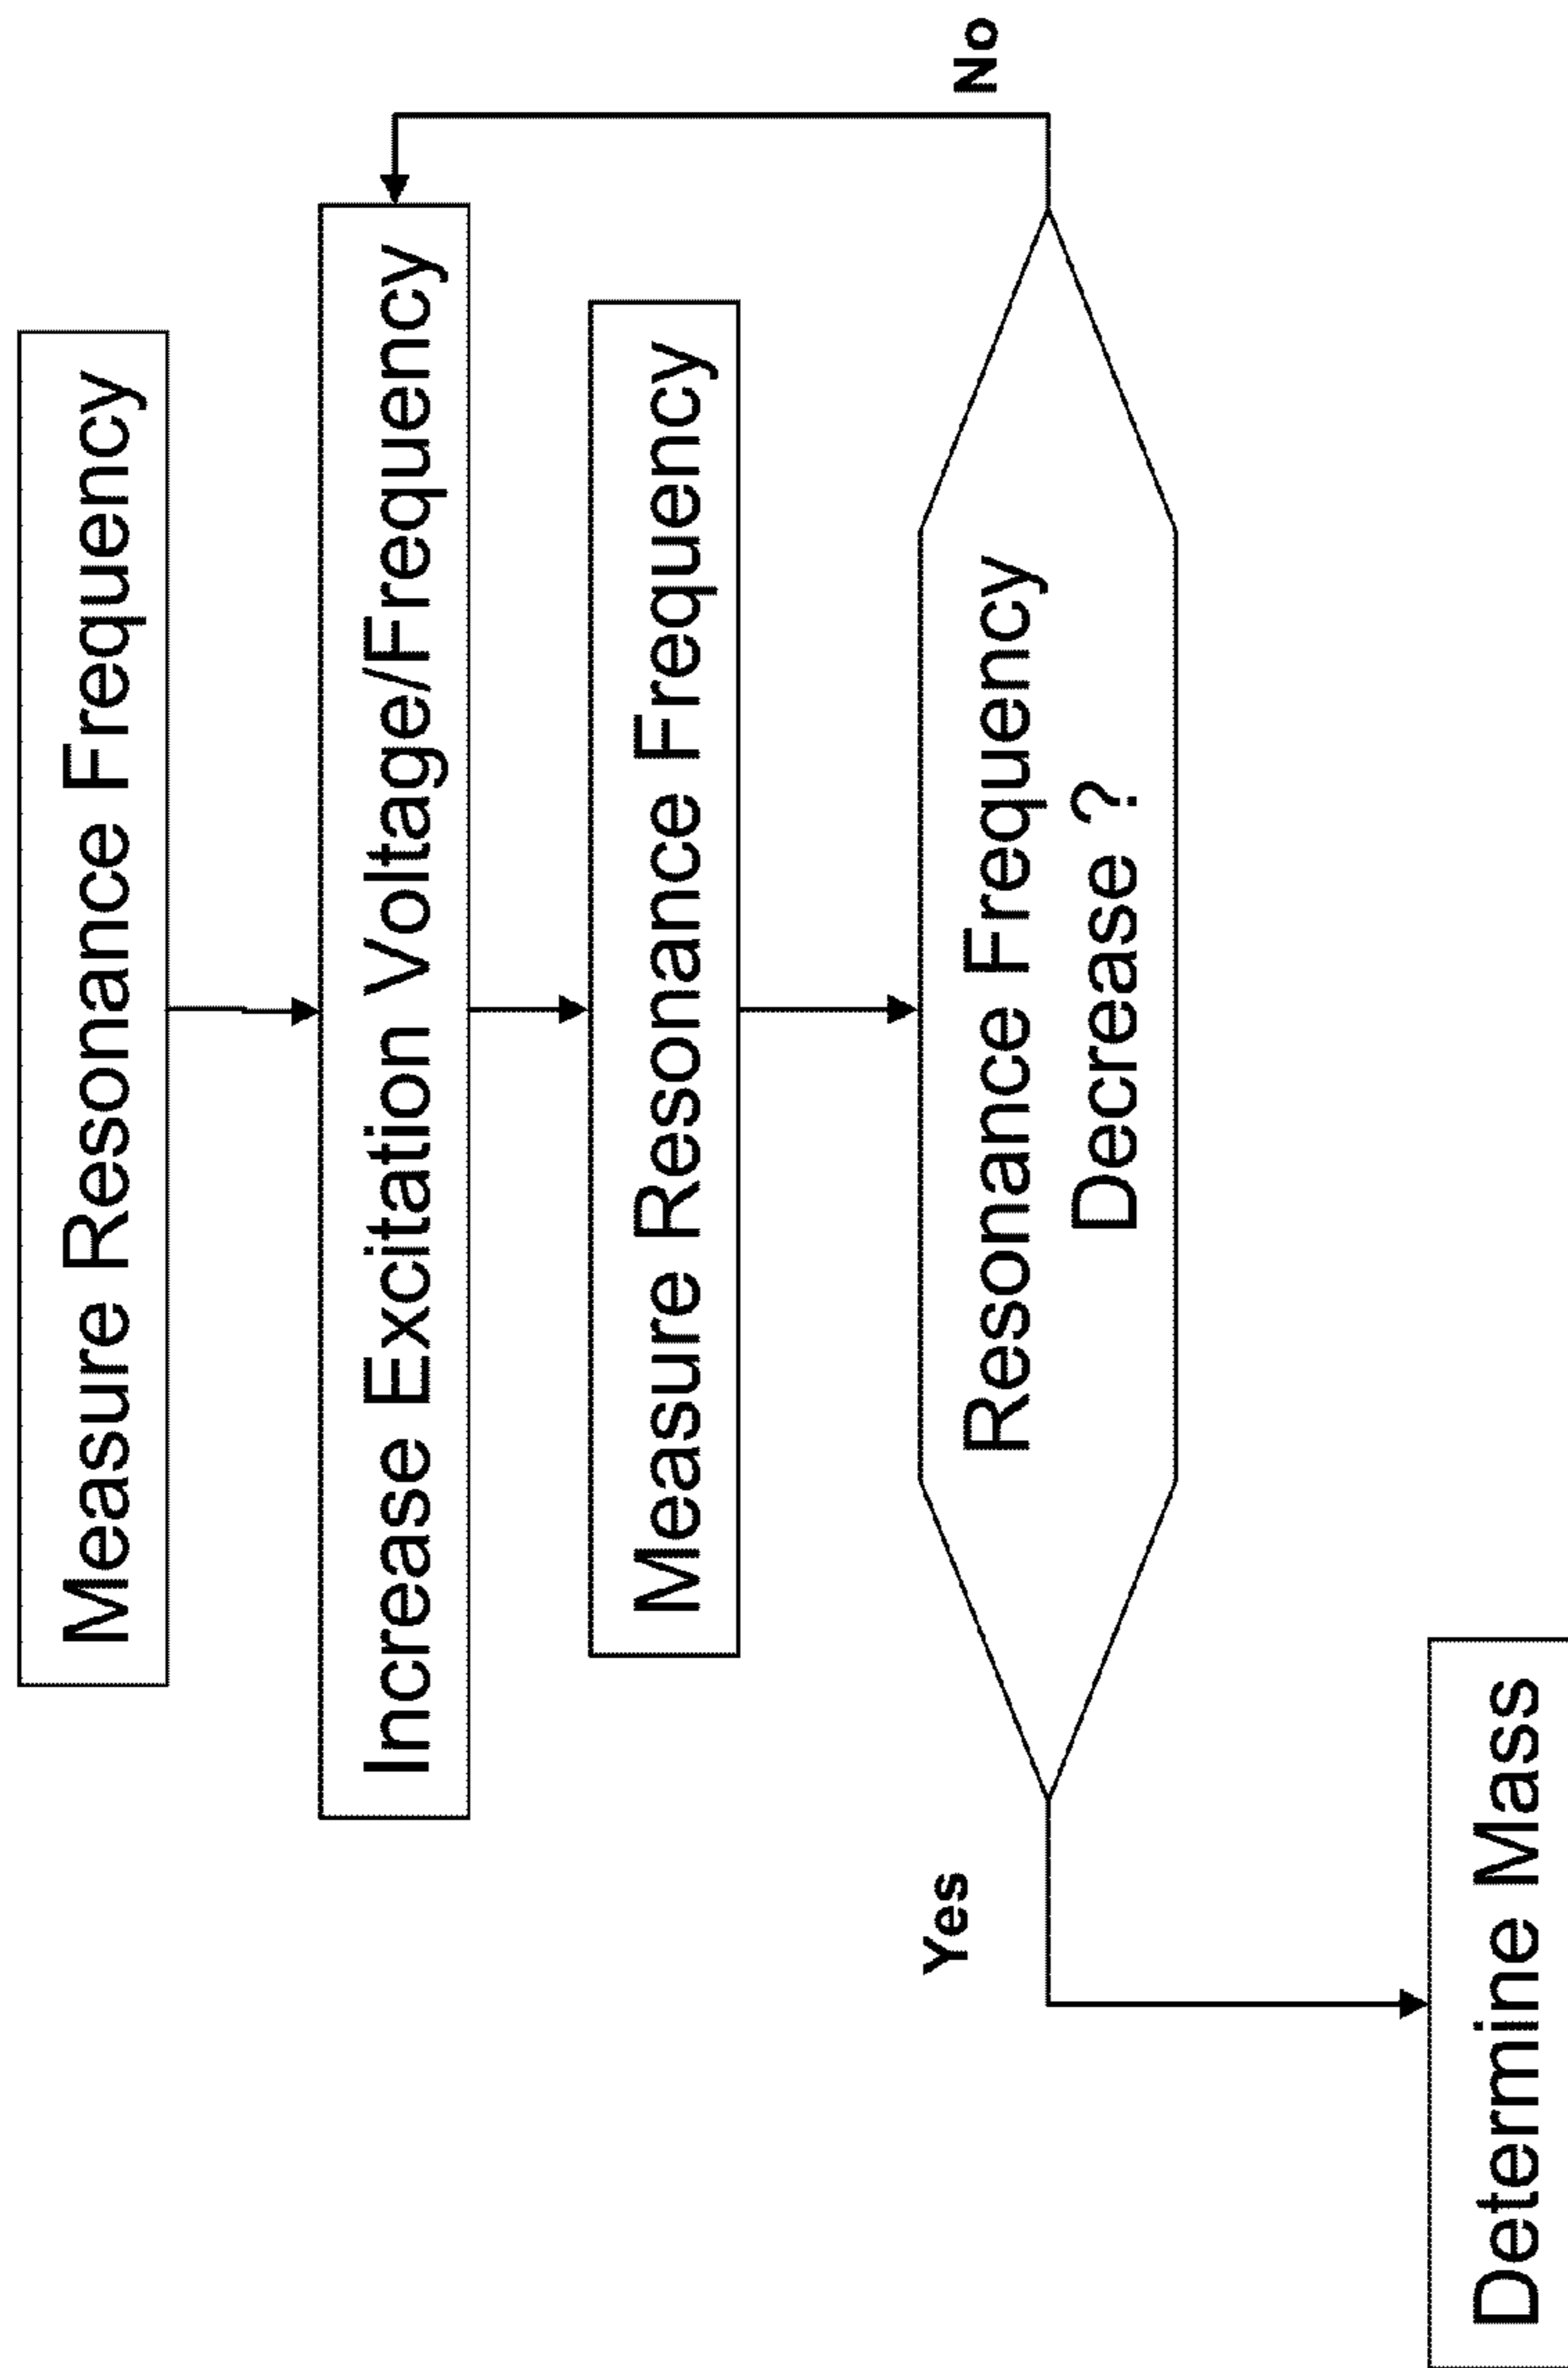 Measure Resonance Frequency
Increase Excitation Voltage/Frequency
Measure Resonance Frequency
Resonance Frequency
Decrease ?
Yes
No
Determine Mass